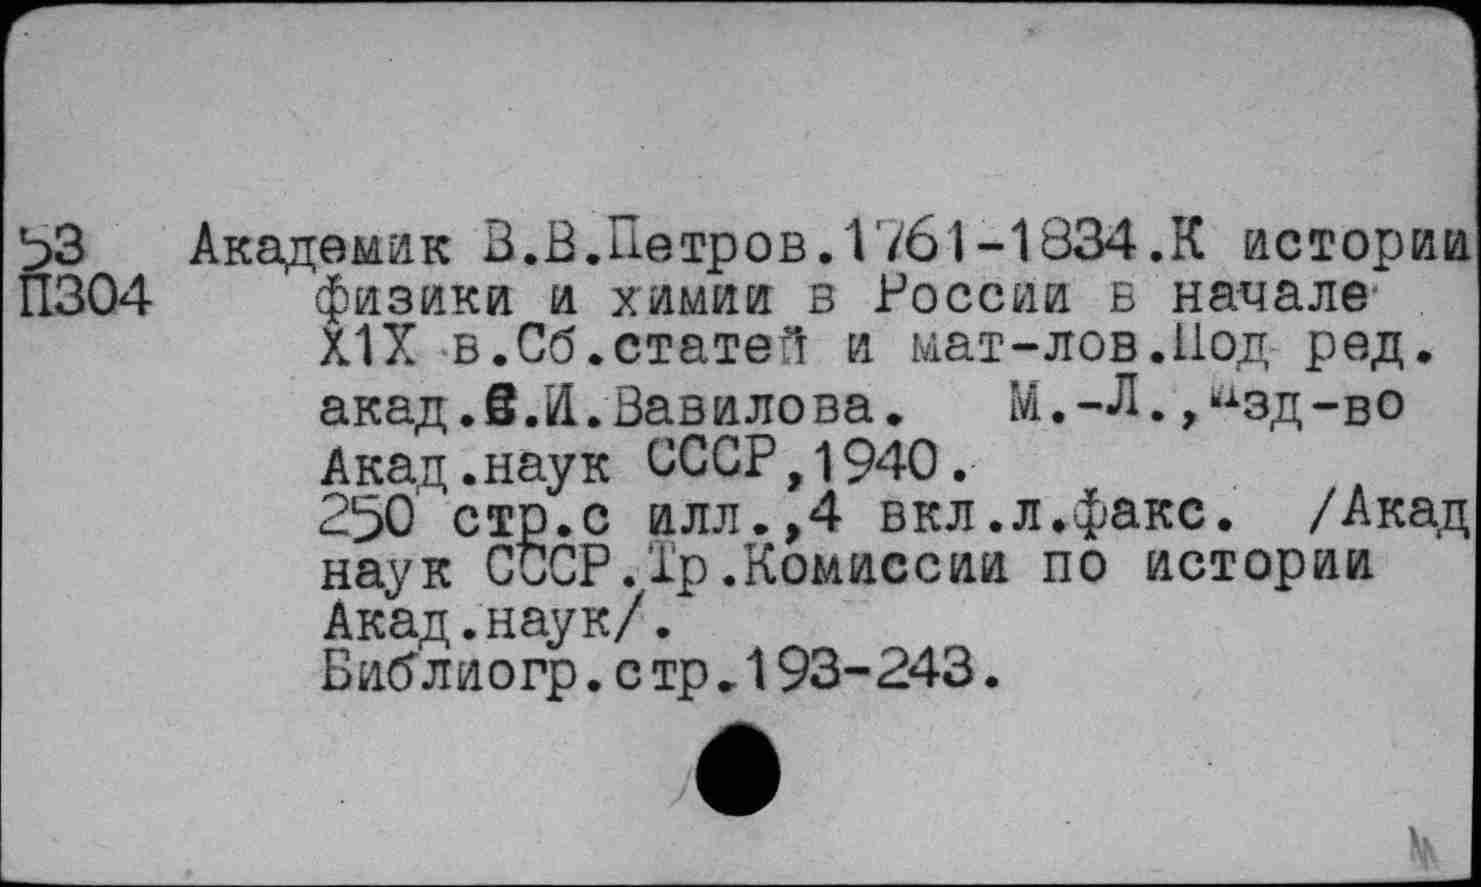 53 Академик В.В.Петров.1761-1834.К истории
П304 физики и химии в России в начале
Х1Х в.Сб.статей и мат-лов.Под ред.
акад.В.И.Вавилова. М.-Л.,Изд-во
Акад.наук СССР,1940.
250 стр.с илл.,4 вкл.л.факс. /Акад
наук СССР.Тр.Комиссии по истории
Акад.наук/.
Библиогр.стр.193-243.